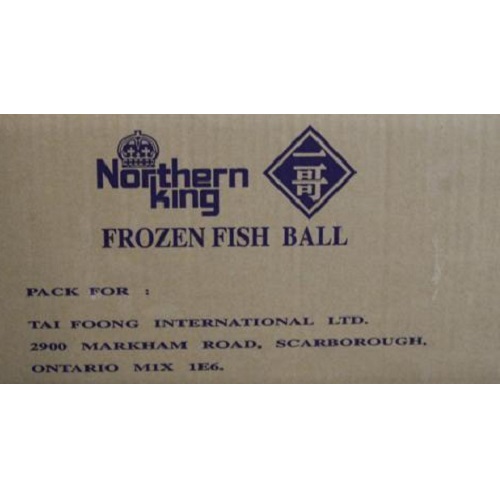 Northern
King
一哥
FROZEN FISH BALL
PACK FOR :
TAI FOONG INTERNATIONAL LTD.
2900 MARKHAM ROAD, SCARBOROUGH,
ONTARIO M1X 1E6.